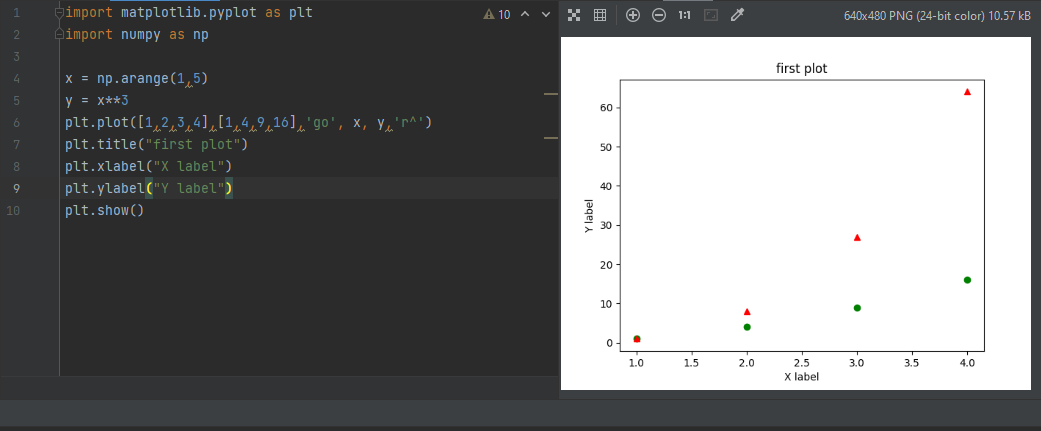 1 import matplotlib.pyplot as plt
2 import numpy as np
3
4 x = np.arange(1,5)
5 y = x**3
6 plt.plot([1,2,3,4],[1,4,9,16],'go', x, y,'r^')
7 plt.title("first plot")
8 plt.xlabel("X label")
9 plt.ylabel("Y label")
10 plt.show()
10
1:1
640x480 PNG (24-bit color) 10.57 kB
first plot
60
50
40
30
20
10
0
Y label
1.0 1.5 2.0 2.5 3.0 3.5 4.0
X label